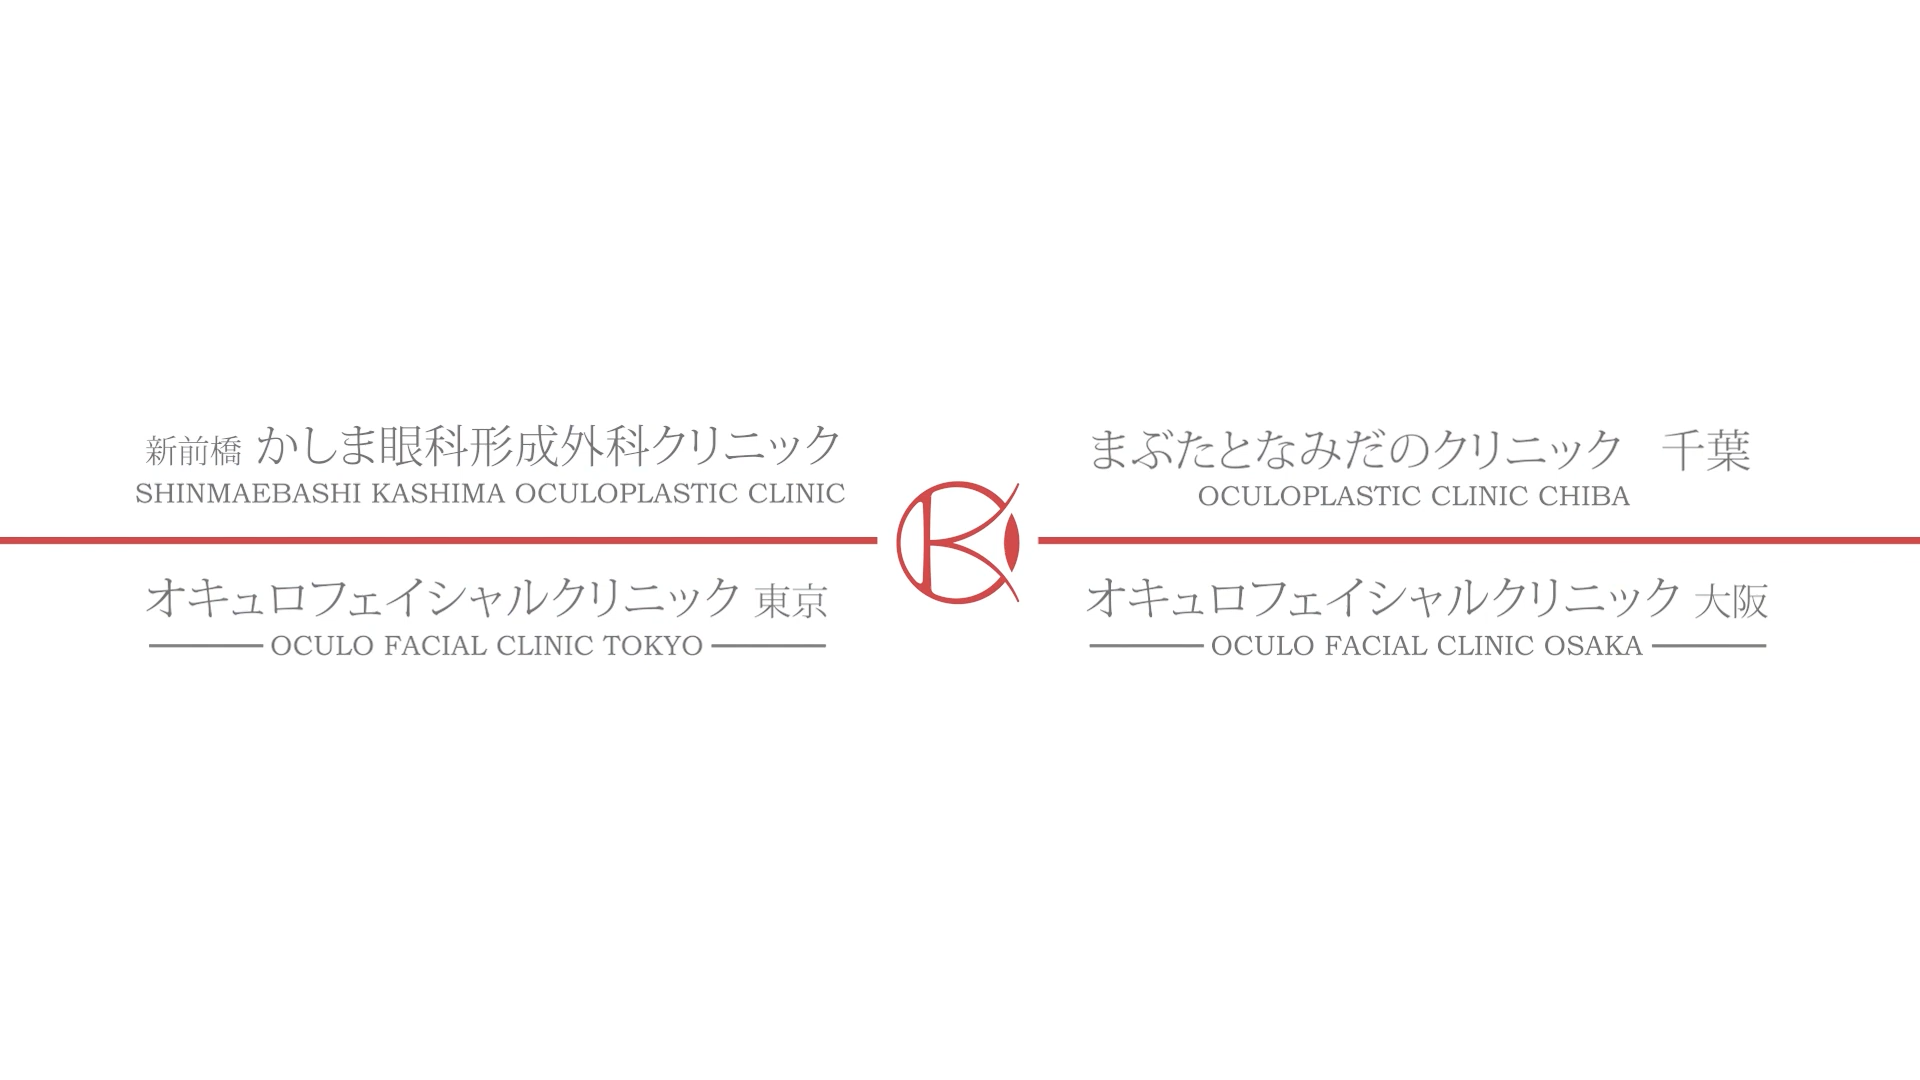 新前橋 かしま眼科形成外科クリニック
SHINMAEBASHI KASHIMA OCULOPLASTIC CLINIC
まぶたとなみだのクリニック 千葉
OCULOPLASTIC CLINIC CHIBA
オキュロフェイシャルクリニック 東京
OCULO FACIAL CLINIC TOKYO
オキュロフェイシャルクリニック 大阪
OCULO FACIAL CLINIC OSAKA